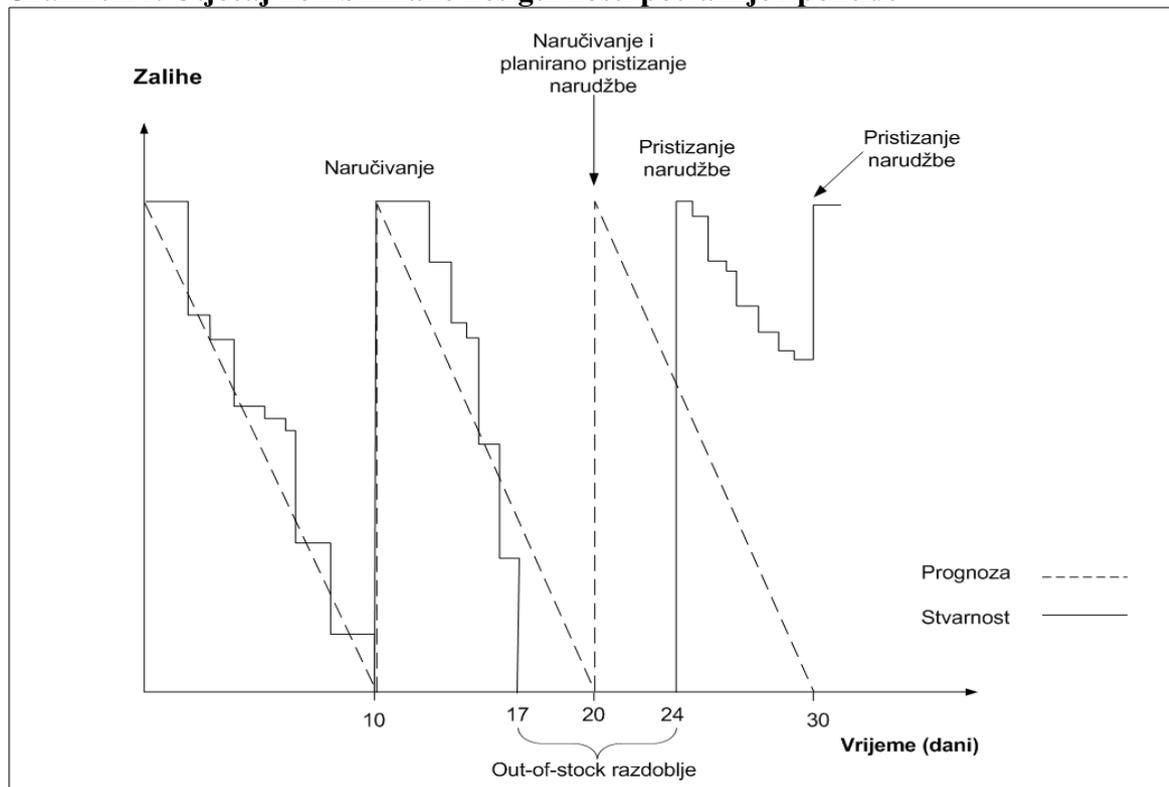 Naručivanje i
planirano pristizanje
narudžbe
Zalihe
Pristizanje
narudžbe
Pristizanje
narudžbe
Naručivanje
Prognoza
Stvarnost
10
17
20
24
30
Vrijeme (dani)
Out-of-stock razdoblje